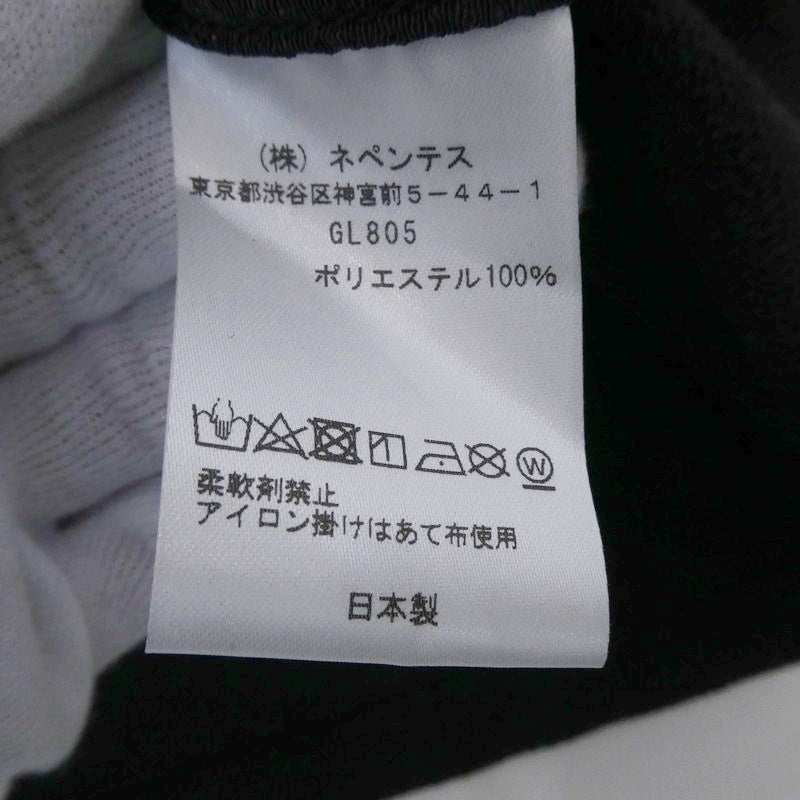 （株）ネペンテス
東京都渋谷区神宮前5－44－1
GL805
ポリエステル100%
W
柔軟剤禁止
アイロン掛けはあて布使用
日本製